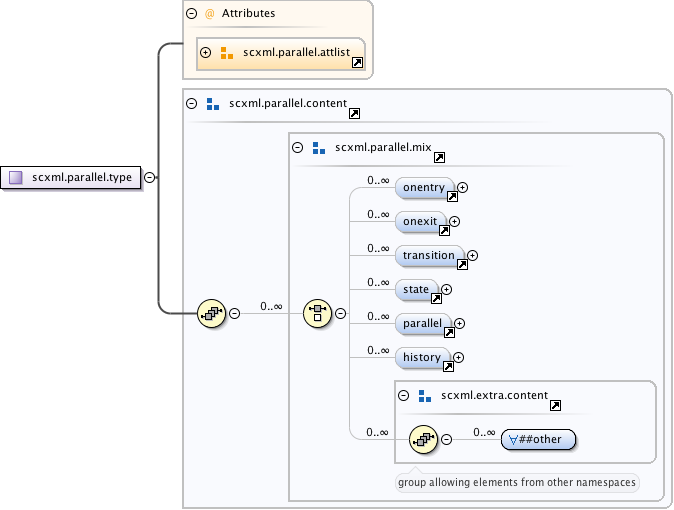 @ Attributes
scxml.parallel.attlist
scxml.parallel.content
scxml.parallel.mix
scxml.parallel.type
0..∞ onentry
0..∞ onexit
0..∞ transition
0..∞ state
0..∞
0..∞ parallel
0..∞ history
scxml.extra.content
0..∞ 0..∞ ∀##other
group allowing elements from other namespaces